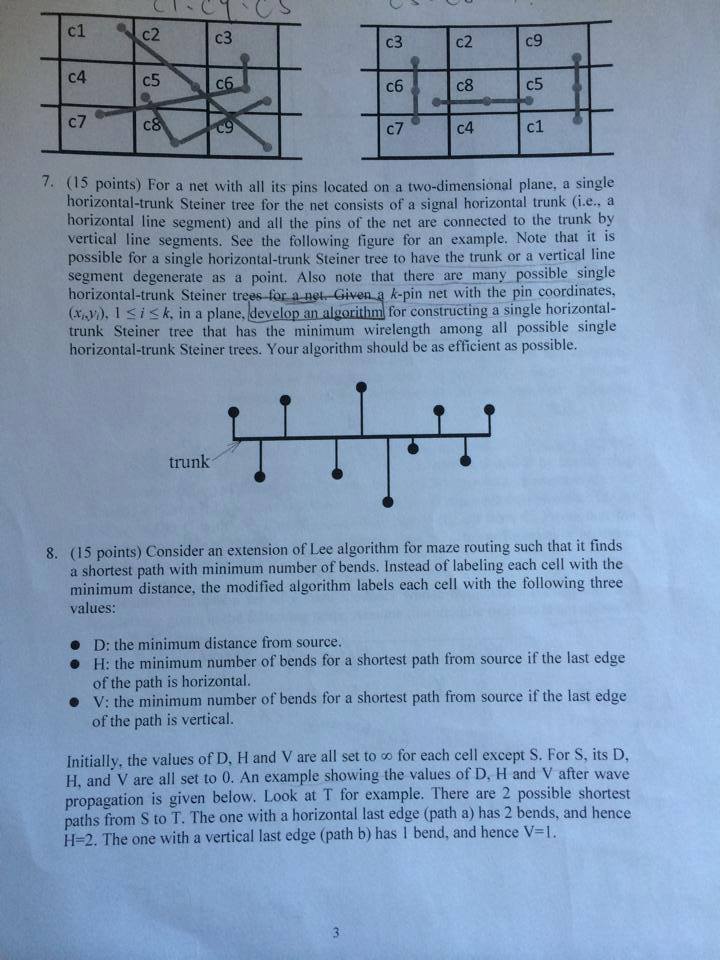 c1 c2 c3
c4 c5 c6
c7 c8 c9
c3 c2 c9
c6 c8 c5
c7 c4 c1
7. (15 points) For a net with all its pins located on a two-dimensional plane, a single
horizontal-trunk Steiner tree for the net consists of a signal horizontal trunk (i.e., a
horizontal line segment) and all the pins of the net are connected to the trunk by
vertical line segments. See the following figure for an example. Note that it is
possible for a single horizontal-trunk Steiner tree to have the trunk or a vertical line
segment degenerate as a point. Also note that there are many possible single
horizontal-trunk Steiner trees for a net. Given a k-pin net with the pin coordinates,
(xᵢ,yᵢ), 1 ≤ i ≤ k, in a plane, develop an algorithm for constructing a single horizontal-
trunk Steiner tree that has the minimum wirelength among all possible single
horizontal-trunk Steiner trees. Your algorithm should be as efficient as possible.
trunk
8. (15 points) Consider an extension of Lee algorithm for maze routing such that it finds
a shortest path with minimum number of bends. Instead of labeling each cell with the
minimum distance, the modified algorithm labels each cell with the following three
values:
● D: the minimum distance from source.
● H: the minimum number of bends for a shortest path from source if the last edge
of the path is horizontal.
● V: the minimum number of bends for a shortest path from source if the last edge
of the path is vertical.
Initially, the values of D, H and V are all set to ∞ for each cell except S. For S, its D,
H, and V are all set to 0. An example showing the values of D, H and V after wave
propagation is given below. Look at T for example. There are 2 possible shortest
paths from S to T. The one with a horizontal last edge (path a) has 2 bends, and hence
H=2. The one with a vertical last edge (path b) has 1 bend, and hence V=1.
3